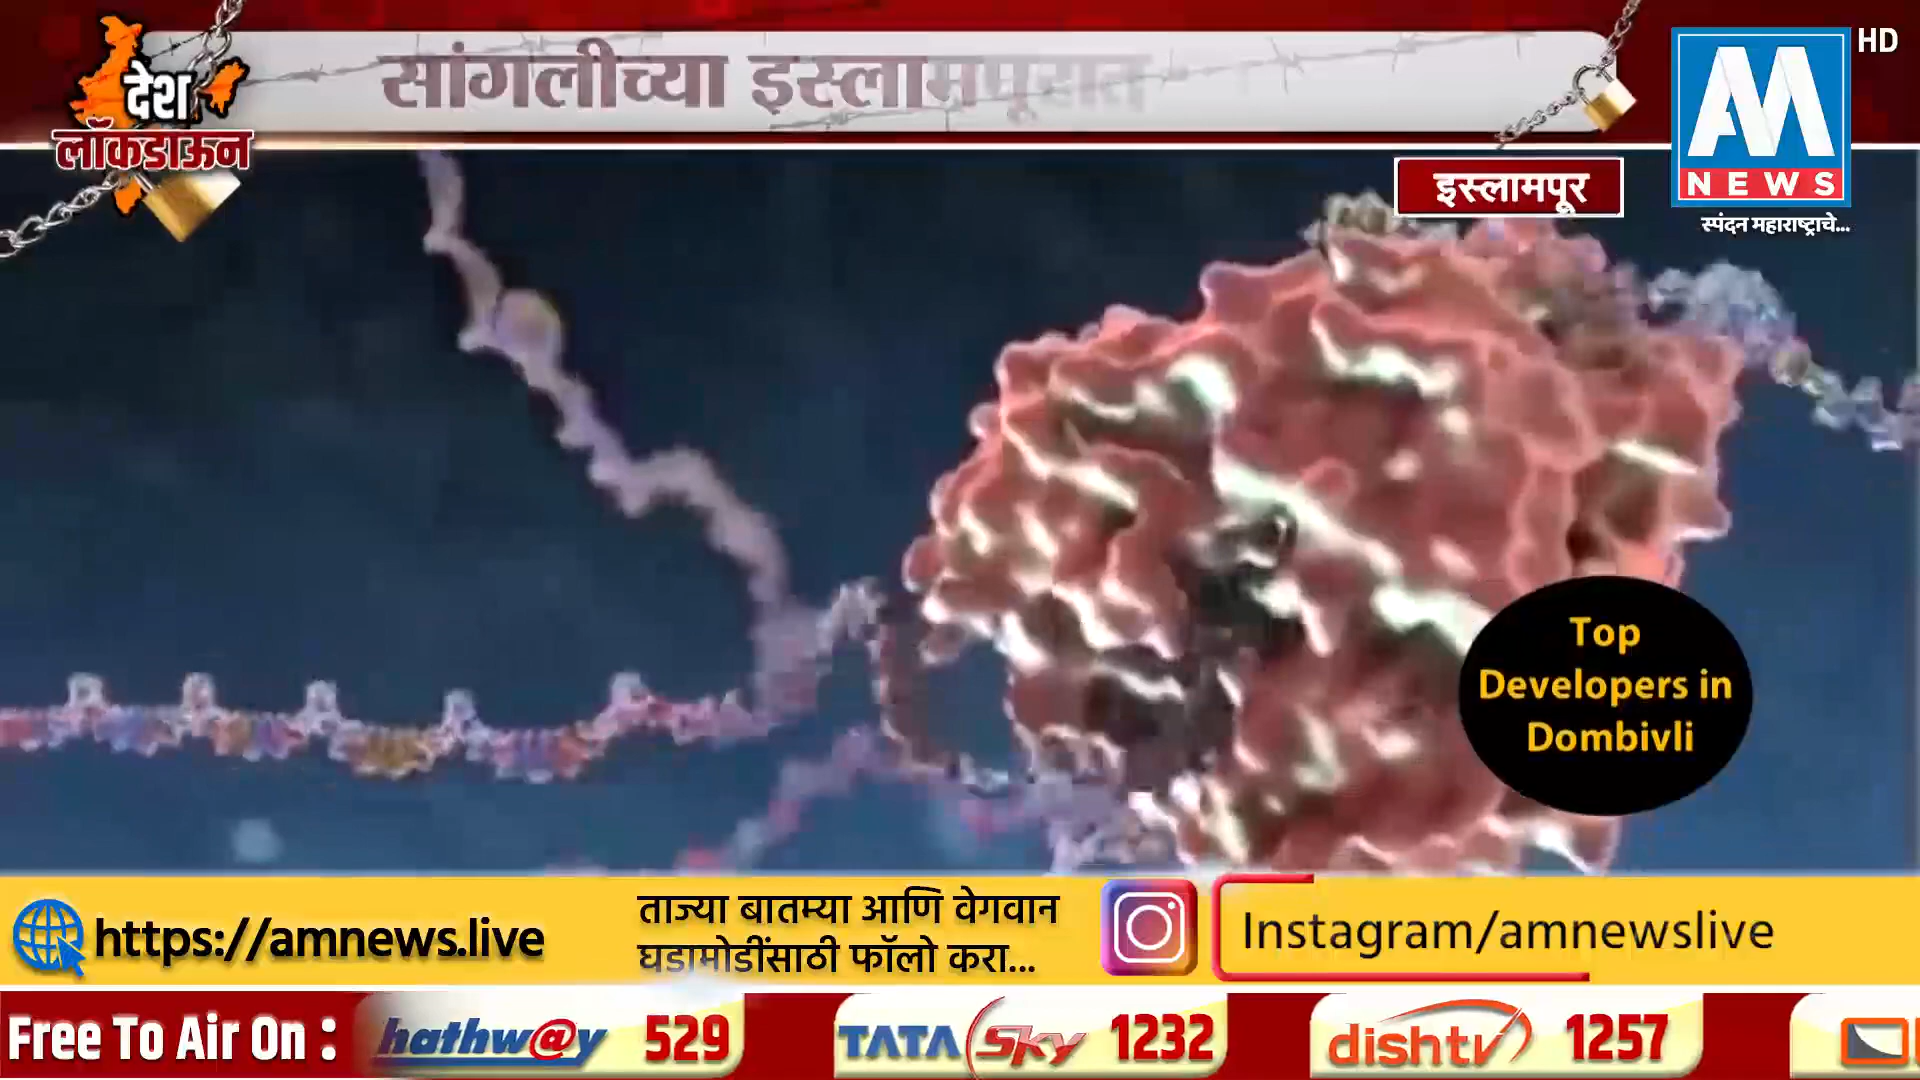 देश
लॉकडाऊन
सांगलीच्या इस्लामपूरात
AM
NEWS
HD
स्पंदन महाराष्ट्राचे...
इस्लामपूर
Top
Developers in
Dombivli
https://amnews.live
ताज्या बातम्या आणि वेगवान
घडामोडींसाठी फॉलो करा...
Instagram/amnewslive
Free To Air On : hathw@y 529 TATA Sky 1232 dishtv 1257